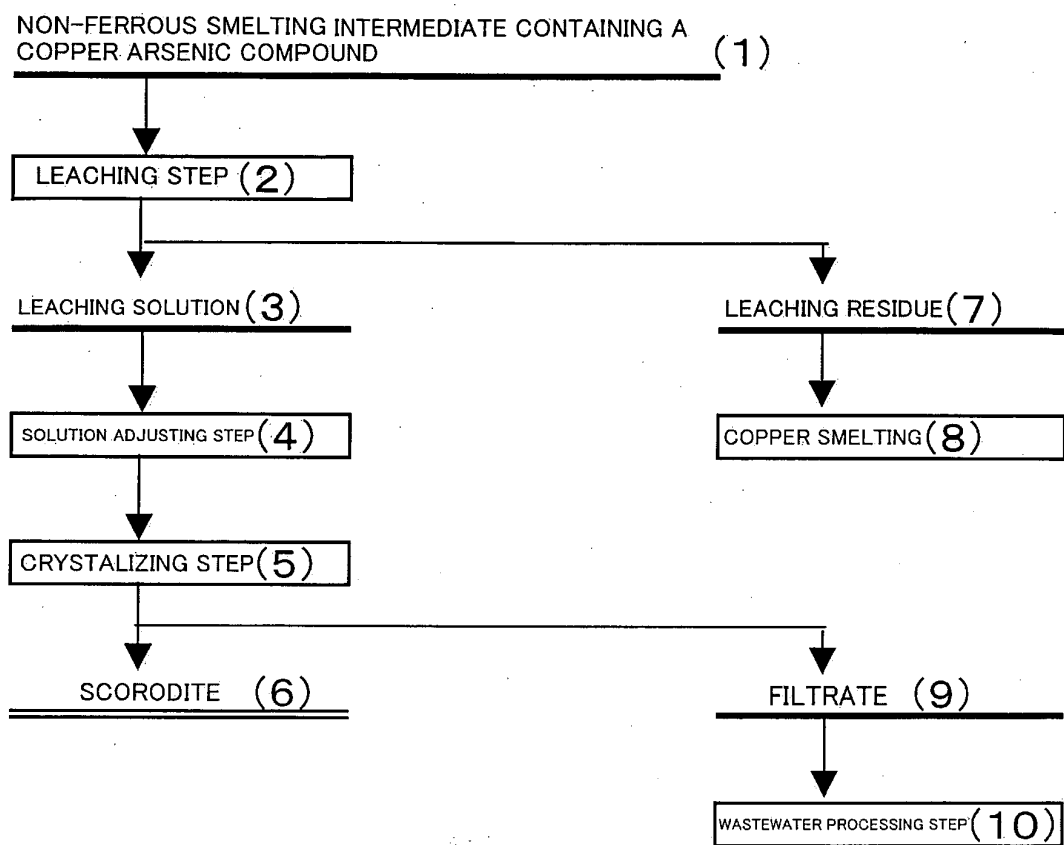 NON-FERROUS SMELTING INTERMEDIATE CONTAINING A
COPPER ARSENIC COMPOUND (1)
LEACHING STEP (2)
LEACHING SOLUTION (3)
LEACHING RESIDUE (7)
SOLUTION ADJUSTING STEP (4)
COPPER SMELTING (8)
CRYSTALIZING STEP (5)
SCORODITE (6)
FILTRATE (9)
WASTEWATER PROCESSING STEP (10)